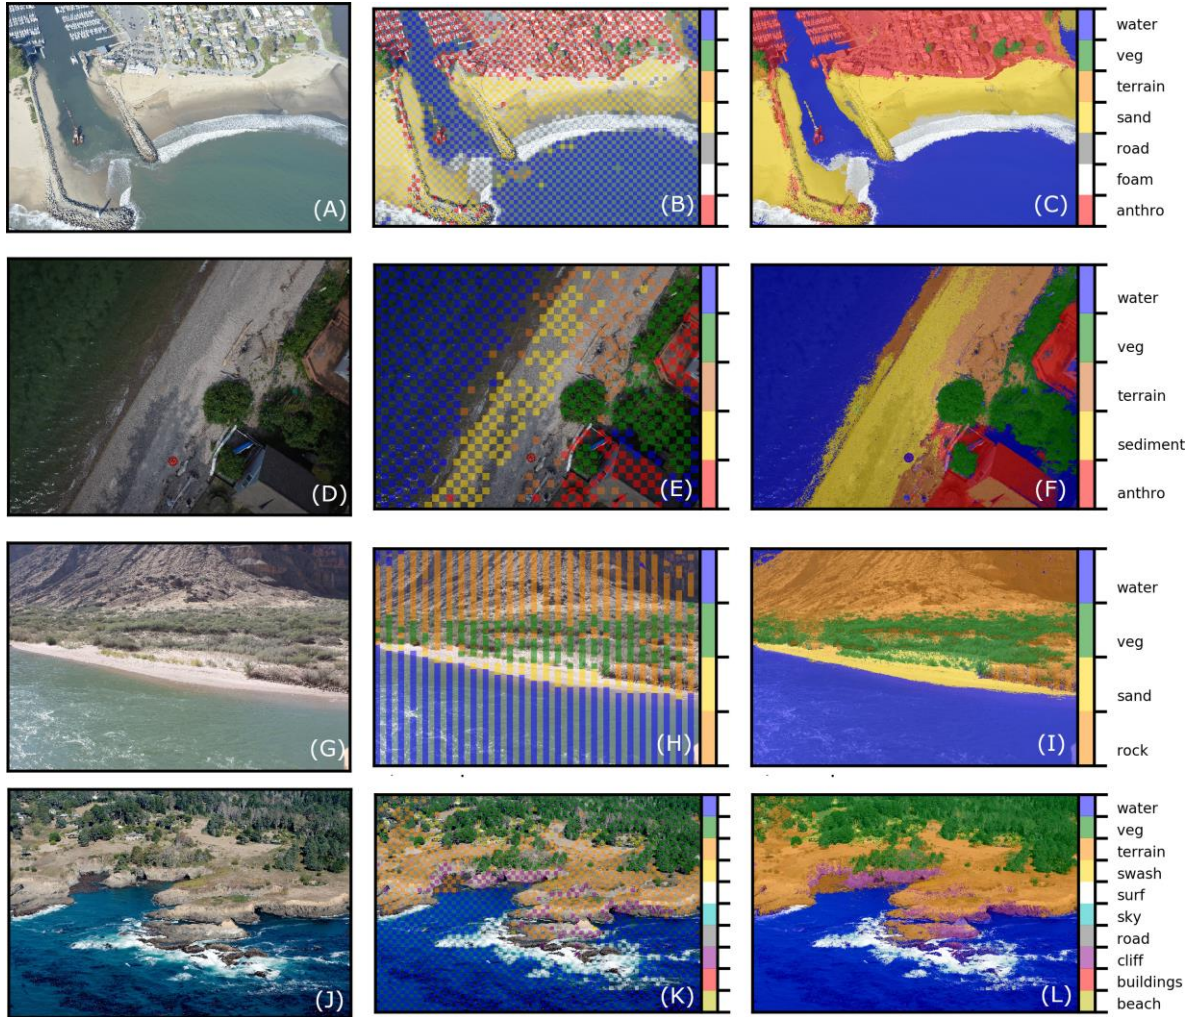 (A)
(B)
(C)
water
veg
terrain
sand
road
foam
anthro
(D)
(E)
(F)
water
veg
terrain
sediment
anthro
(G)
(H)
(I)
water
veg
sand
rock
(J)
(K)
(L)
water
veg
terrain
swash
surf
sky
road
cliff
buildings
beach